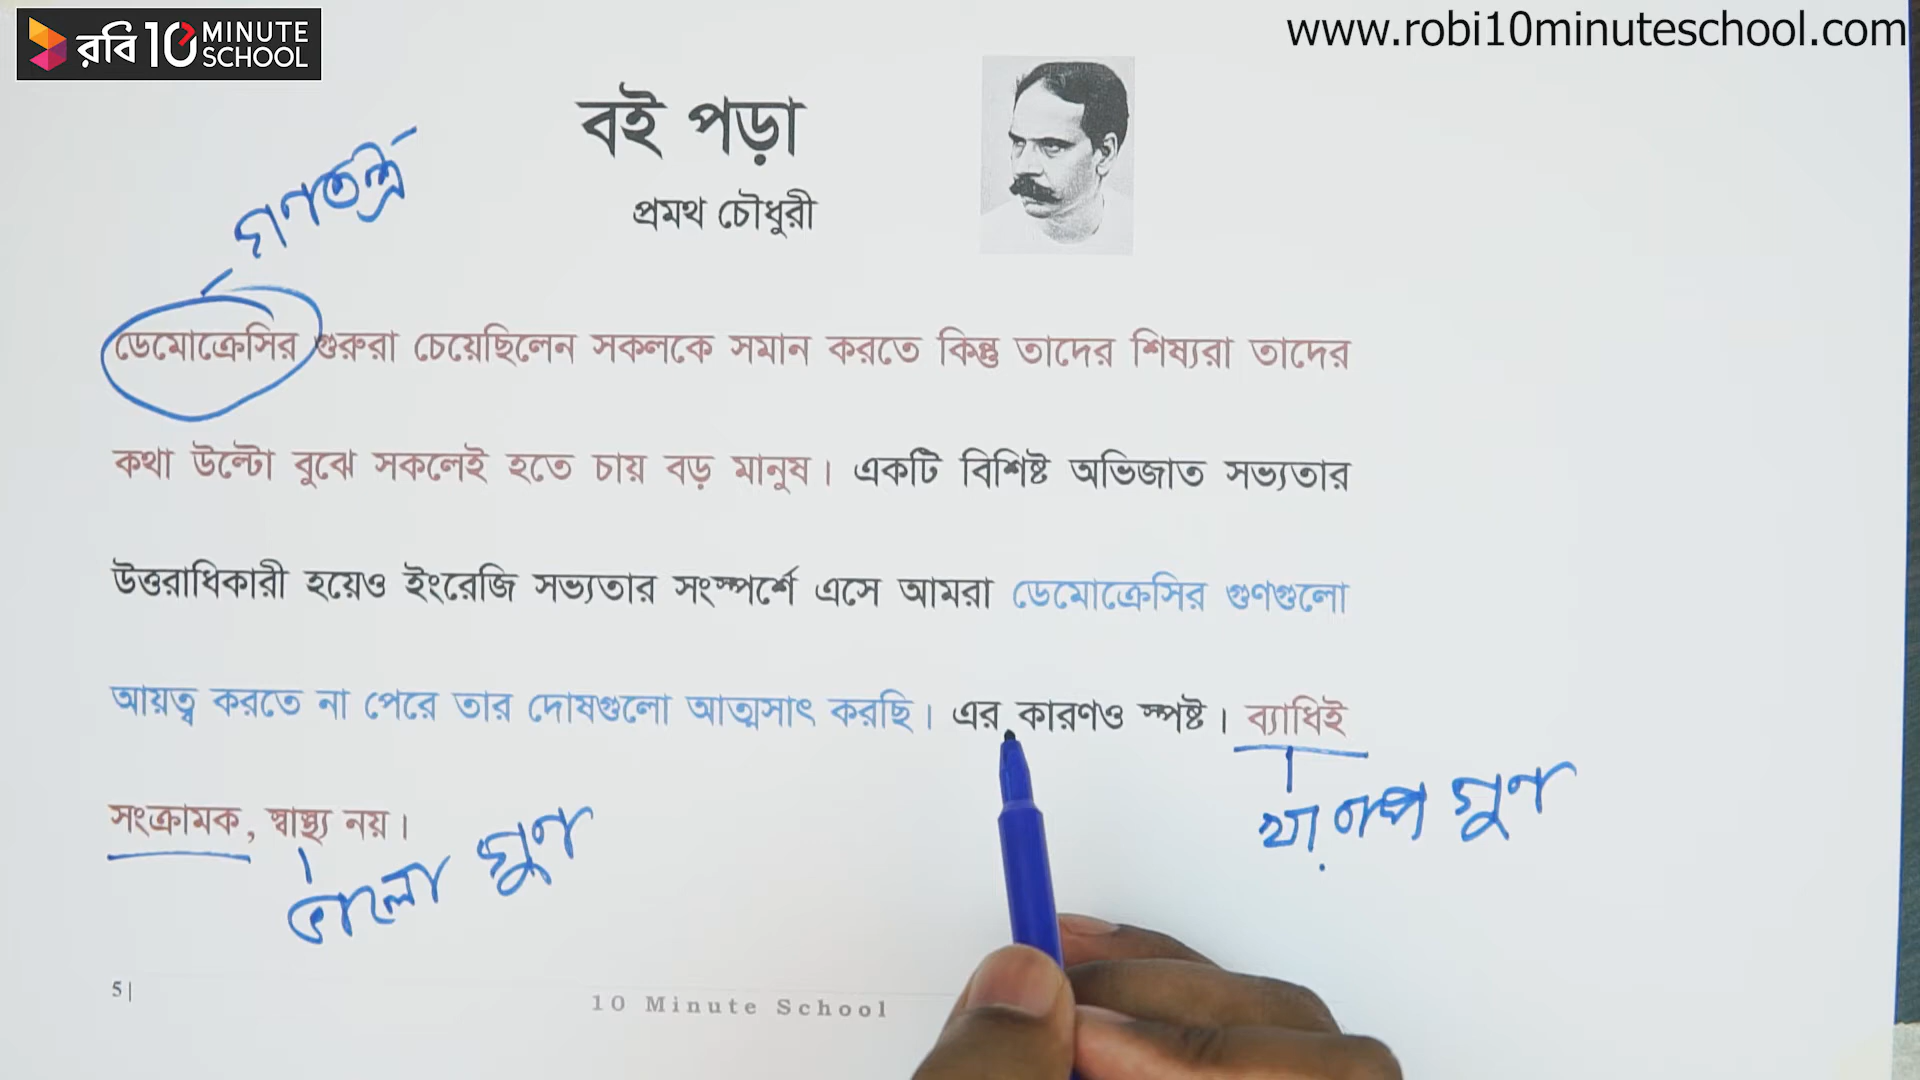 রবি 10 MINUTE SCHOOL
www.robi10minuteschool.com
বই পড়া
প্রমথ চৌধুরী
গণতন্ত্র
ডেমোক্রেসির গুরুরা চেয়েছিলেন সকলকে সমান করতে কিন্তু তাদের শিষ্যরা তাদের
কথা উল্টো বুঝে সকলেই হতে চায় বড় মানুষ। একটি বিশিষ্ট অভিজাত সভ্যতার
উত্তরাধিকারী হয়েও ইংরেজি সভ্যতার সংস্পর্শে এসে আমরা ডেমোক্রেসির গুণগুলো
আয়ত্ব করতে না পেরে তার দোষগুলো আত্মসাৎ করছি। এর কারণও স্পষ্ট। ব্যাধিই
খারাপ গুণ
সংক্রামক, স্বাস্থ্য নয়।
ভালো গুণ
5|
10 Minute School